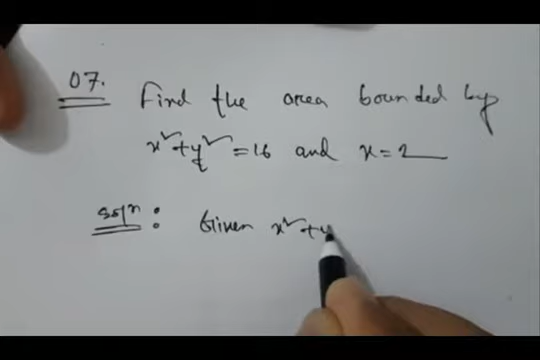 07. Find the area bounded by
x²+y²=16 and x=2
Solⁿ: Given x²+y